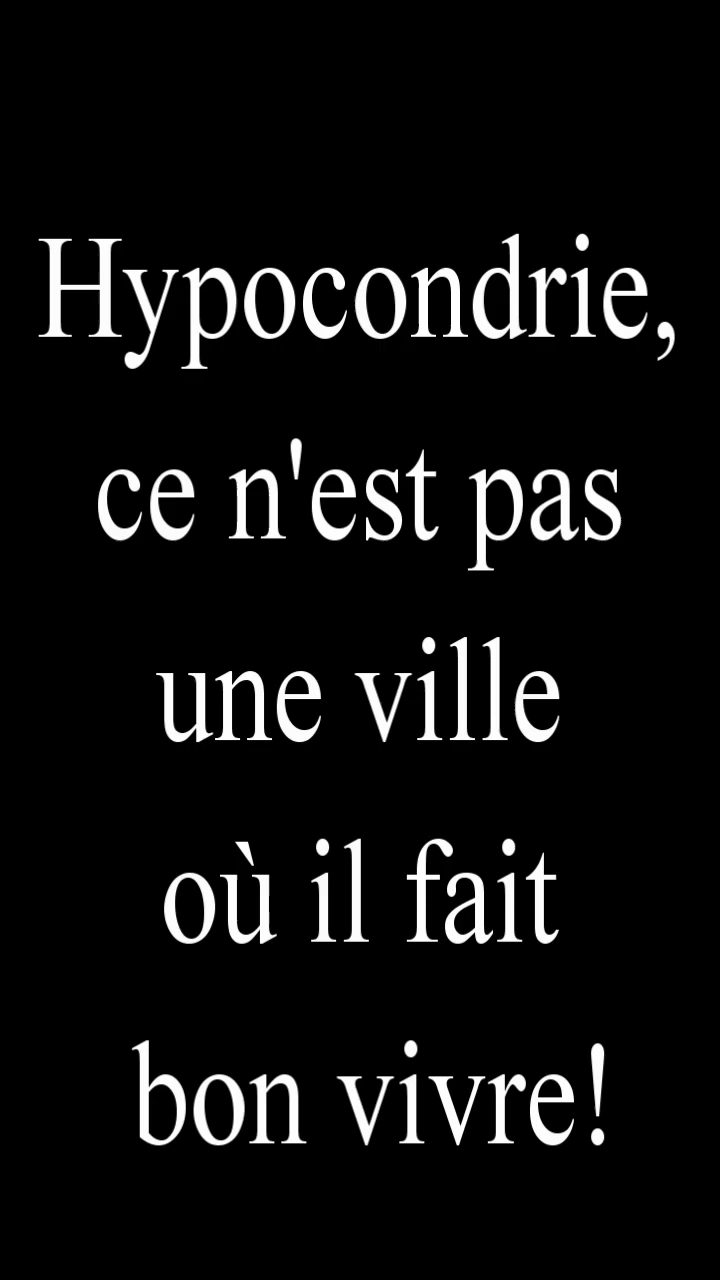 Hypocondrie,
ce n'est pas
une ville
où il fait
bon vivre!